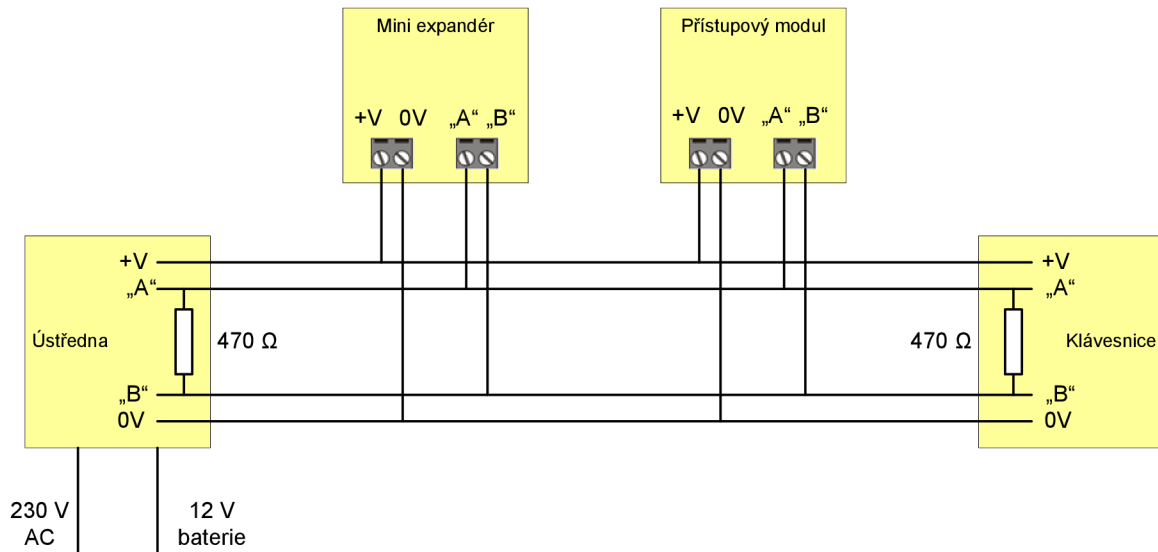 Mini expandér
+V 0V „A“ „B“
Přístupový modul
+V 0V „A“ „B“
+V
„A“
Ústředna
470 Ω
„B“
0V
+V
„A“
470 Ω
Klávesnice
„B“
0V
230 V
AC
12 V
baterie